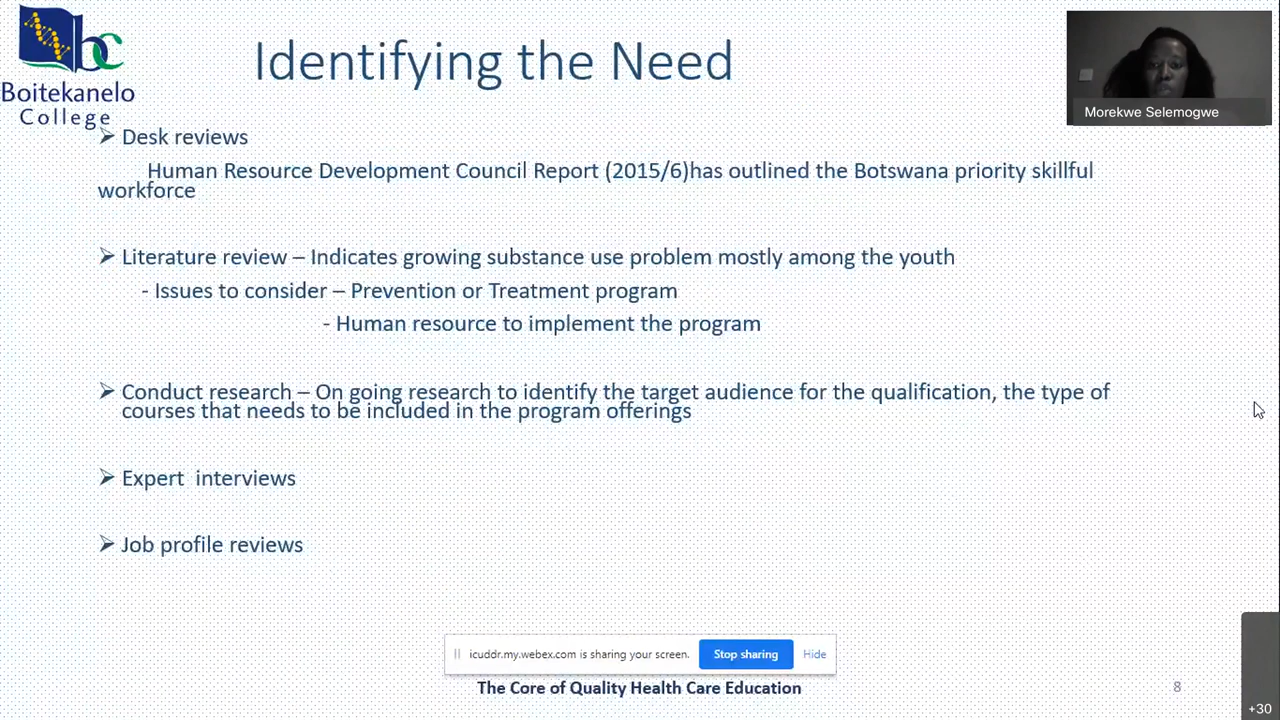 bc
Boitekanelo
College
Identifying the Need
Morekwe Selemogwe
➢ Desk reviews
Human Resource Development Council Report (2015/6)has outlined the Botswana priority skillful
workforce
➢ Literature review – Indicates growing substance use problem mostly among the youth
- Issues to consider – Prevention or Treatment program
- Human resource to implement the program
➢ Conduct research – On going research to identify the target audience for the qualification, the type of
courses that needs to be included in the program offerings
➢ Expert  interviews
➢ Job profile reviews
icuddr.my.webex.com is sharing your screen. Stop sharing Hide
The Core of Quality Health Care Education
8
+30